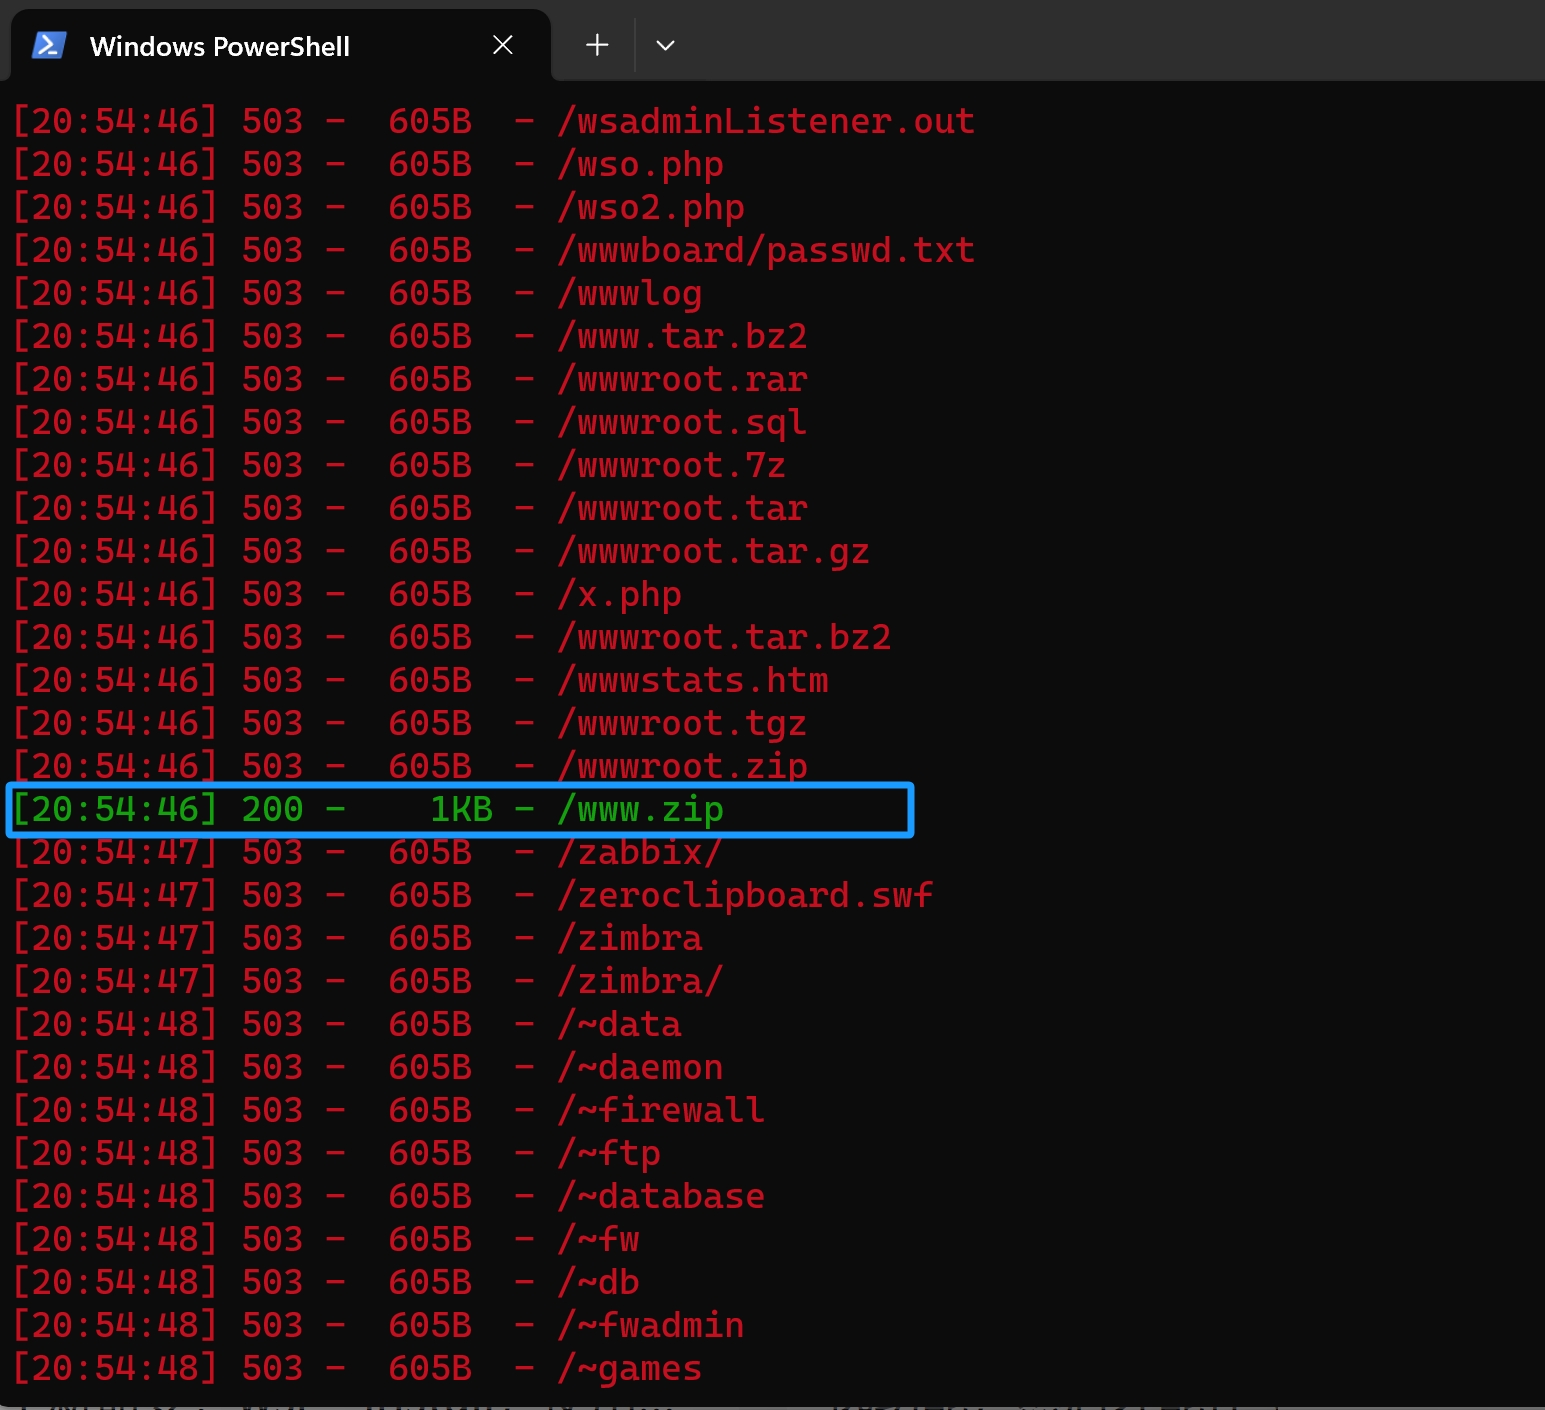 Windows PowerShell
[20:54:46] 503 -  605B  - /wsadminListener.out
[20:54:46] 503 -  605B  - /wso.php
[20:54:46] 503 -  605B  - /wso2.php
[20:54:46] 503 -  605B  - /wwwboard/passwd.txt
[20:54:46] 503 -  605B  - /wwwlog
[20:54:46] 503 -  605B  - /www.tar.bz2
[20:54:46] 503 -  605B  - /wwwroot.rar
[20:54:46] 503 -  605B  - /wwwroot.sql
[20:54:46] 503 -  605B  - /wwwroot.7z
[20:54:46] 503 -  605B  - /wwwroot.tar
[20:54:46] 503 -  605B  - /wwwroot.tar.gz
[20:54:46] 503 -  605B  - /x.php
[20:54:46] 503 -  605B  - /wwwroot.tar.bz2
[20:54:46] 503 -  605B  - /wwwstats.htm
[20:54:46] 503 -  605B  - /wwwroot.tgz
[20:54:46] 503 -  605B  - /wwwroot.zip
[20:54:46] 200 -    1KB - /www.zip
[20:54:47] 503 -  605B  - /zabbix/
[20:54:47] 503 -  605B  - /zeroclipboard.swf
[20:54:47] 503 -  605B  - /zimbra
[20:54:47] 503 -  605B  - /zimbra/
[20:54:48] 503 -  605B  - /~data
[20:54:48] 503 -  605B  - /~daemon
[20:54:48] 503 -  605B  - /~firewall
[20:54:48] 503 -  605B  - /~ftp
[20:54:48] 503 -  605B  - /~database
[20:54:48] 503 -  605B  - /~fw
[20:54:48] 503 -  605B  - /~db
[20:54:48] 503 -  605B  - /~fwadmin
[20:54:48] 503 -  605B  - /~games